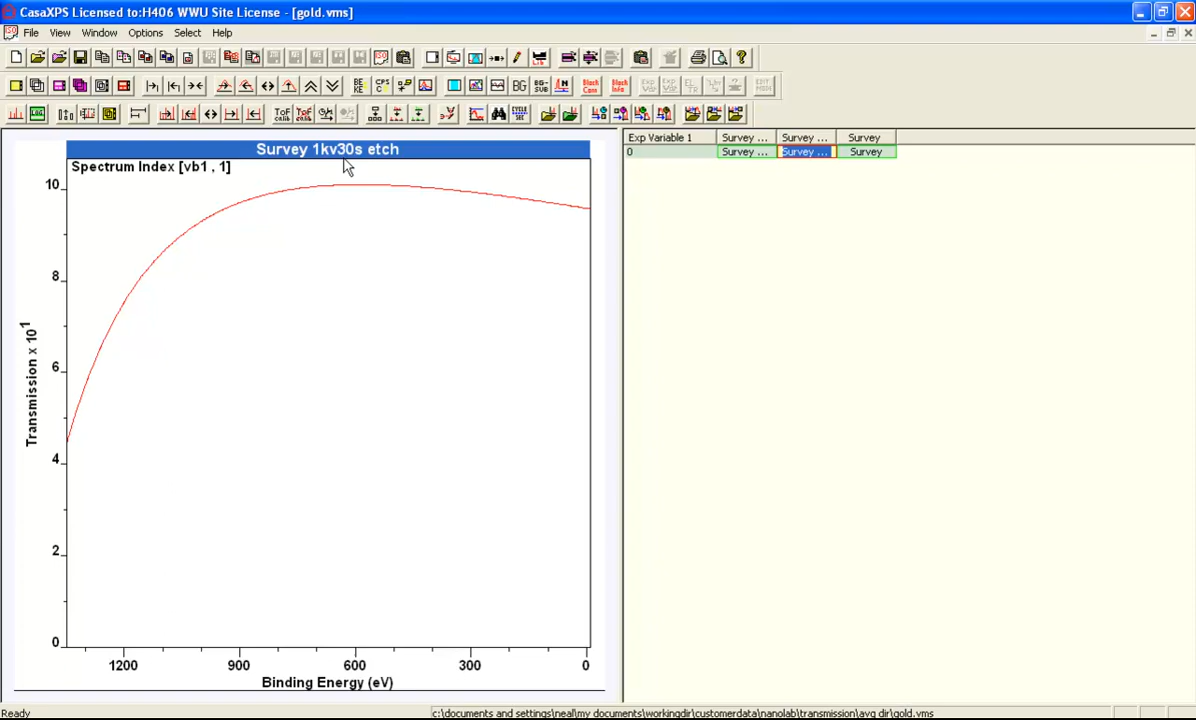 CasaXPS Licensed to:H406 WWU Site License - [gold.vms]
File View Window Options Select Help
Survey 1kv30s etch
Spectrum Index [vb1 , 1]
10
8
6
4
2
0
Transmission x 10¹
1200 900 600 300 0
Binding Energy (eV)
Exp Variable 1 Survey ... Survey ... Survey
0 Survey ... Survey ... Survey
Ready
c:\documents and settings\neal\my documents\workingdir\customerdata\nanolab\transmission\avg dir\gold.vms